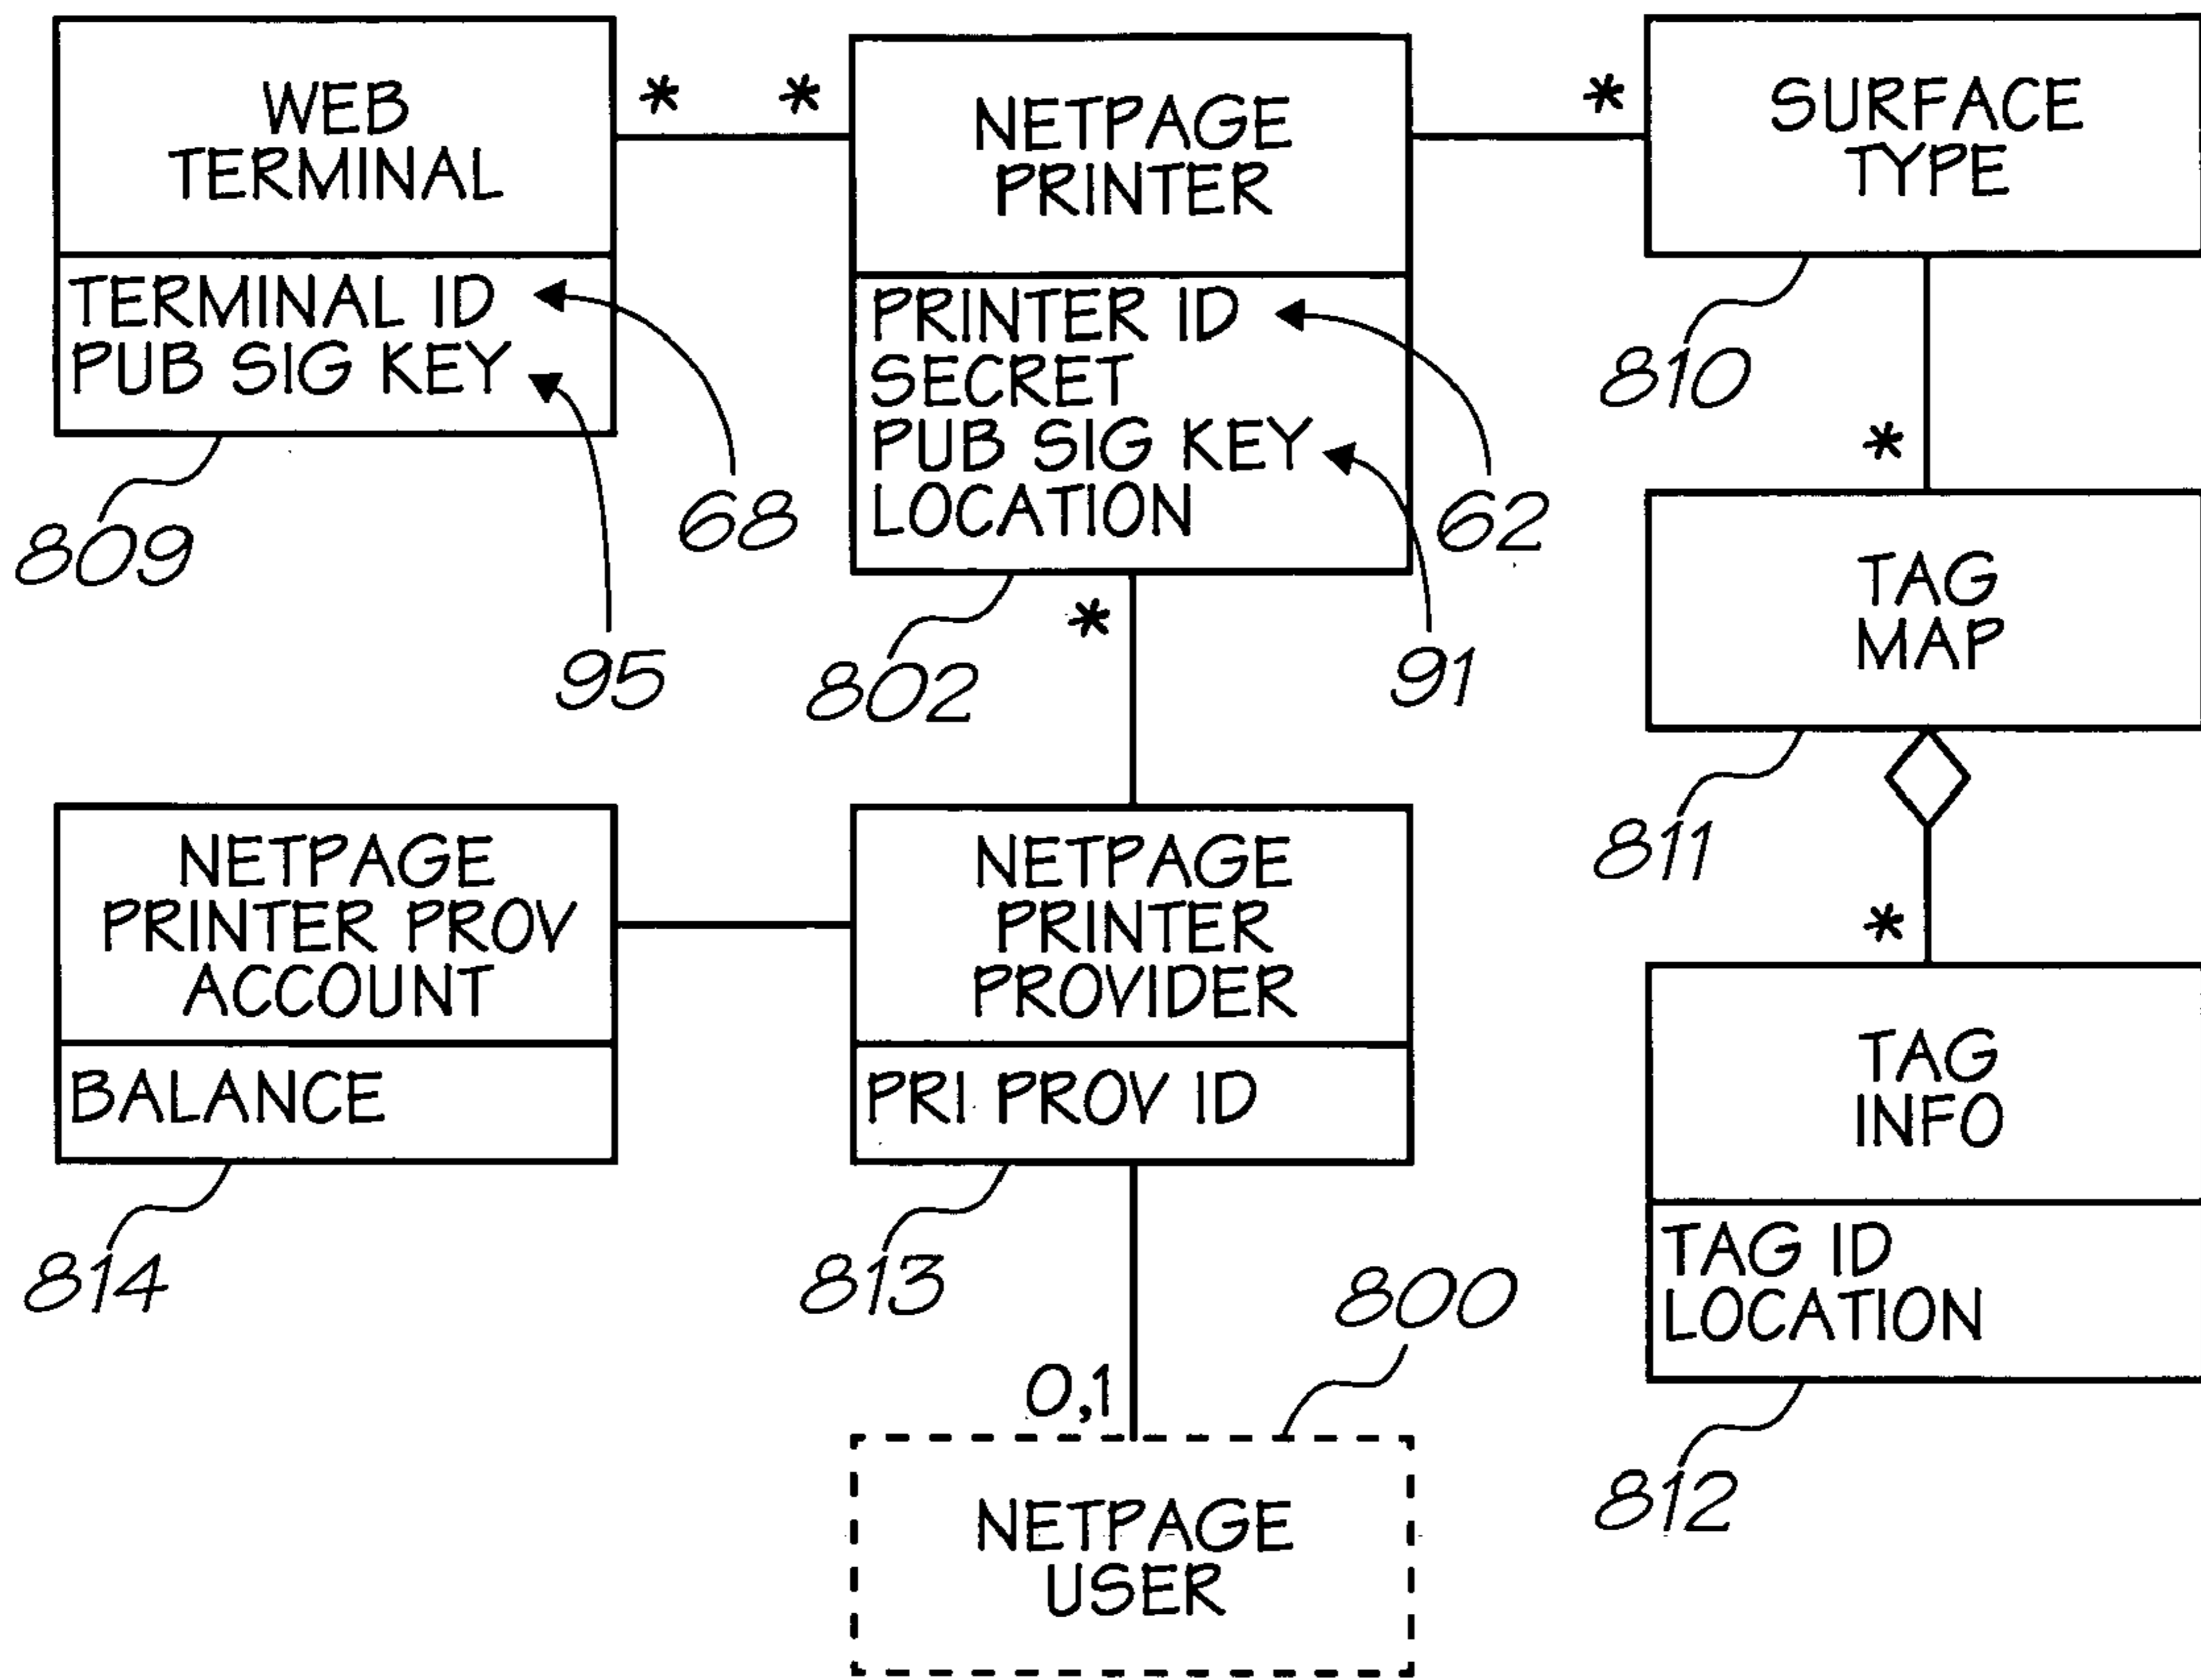 WEB
TERMINAL
TERMINAL ID
PUB SIG KEY
809
68
95
*
*
NETPAGE
PRINTER
PRINTER ID
SECRET
PUB SIG KEY
LOCATION
802
62
91
*
*
SURFACE
TYPE
810
*
TAG
MAP
811
*
TAG
INFO
TAG ID
LOCATION
812
NETPAGE
PRINTER PROV
ACCOUNT
BALANCE
814
NETPAGE
PRINTER
PROVIDER
PRI PROV ID
813
0,1
800
NETPAGE
USER